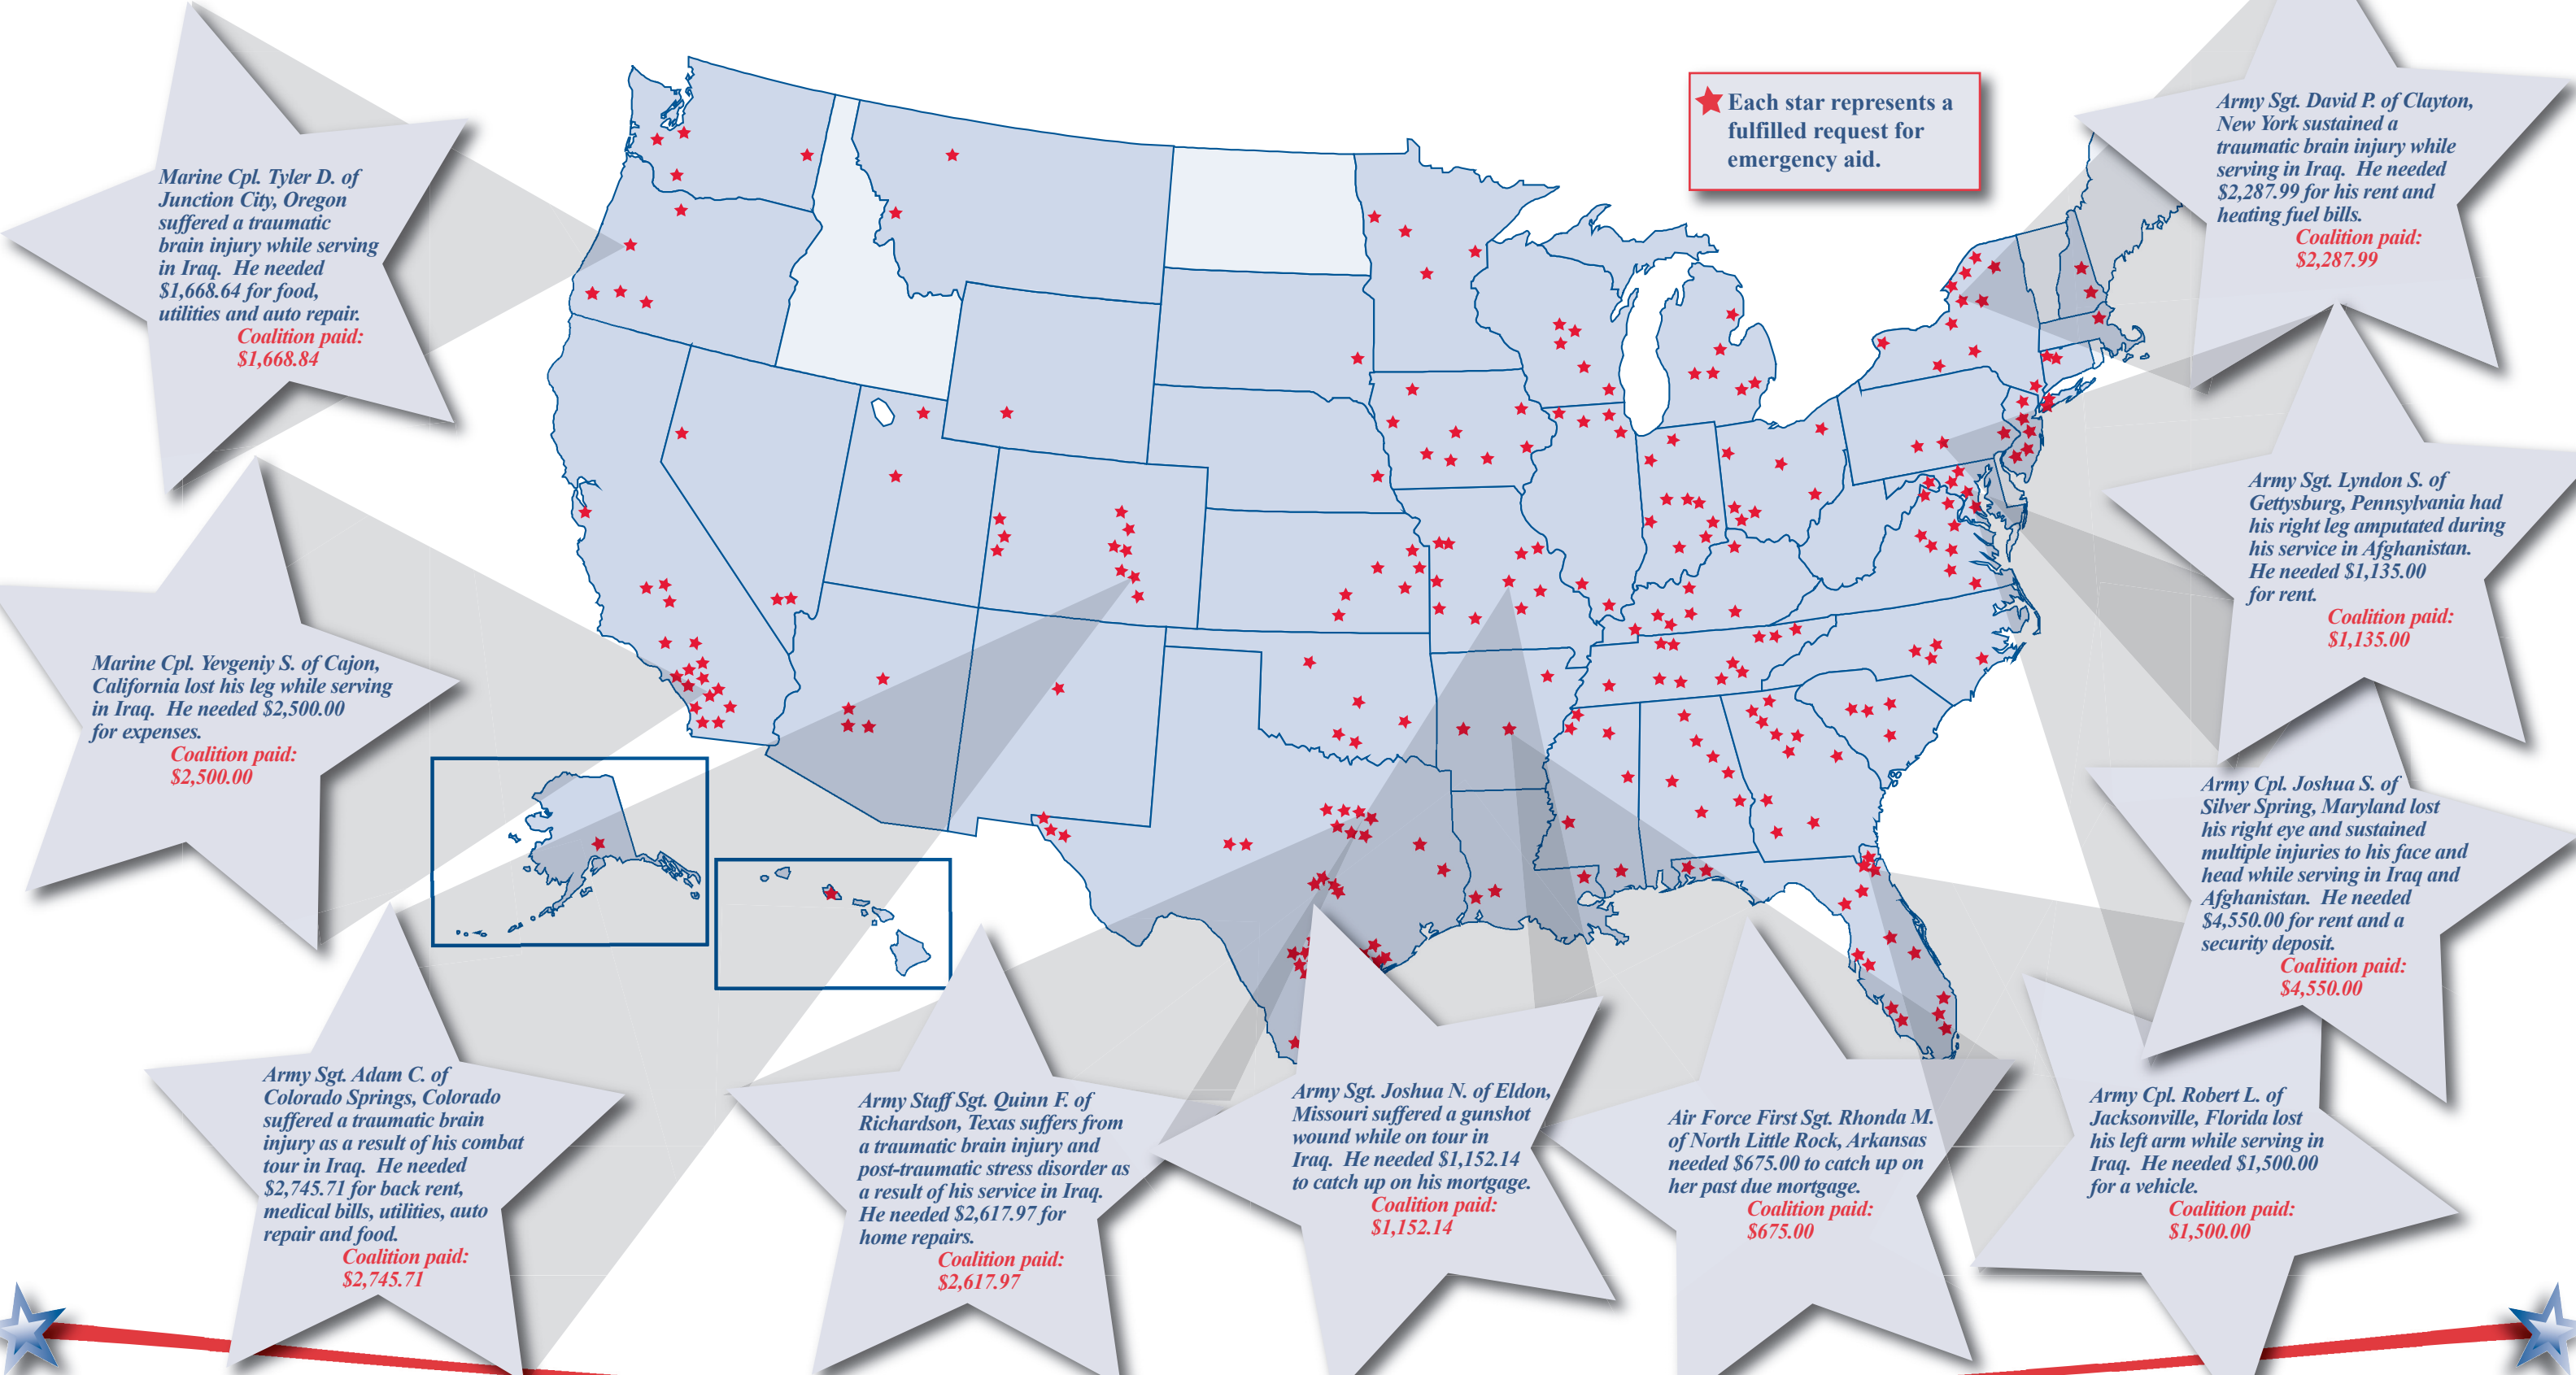 Each star represents a
fulfilled request for
emergency aid.
Marine Cpl. Tyler D. of
Junction City, Oregon
suffered a traumatic
brain injury while serving
in Iraq.  He needed
$1,668.64 for food,
utilities and auto repair.
Coalition paid:
$1,668.84
Marine Cpl. Yevgeniy S. of Cajon,
California lost his leg while serving
in Iraq.  He needed $2,500.00
for expenses.
Coalition paid:
$2,500.00
Army Sgt. Adam C. of
Colorado Springs, Colorado
suffered a traumatic brain
injury as a result of his combat
tour in Iraq.  He needed
$2,745.71 for back rent,
medical bills, utilities, auto
repair and food.
Coalition paid:
$2,745.71
Army Staff Sgt. Quinn F. of
Richardson, Texas suffers from
a traumatic brain injury and
post-traumatic stress disorder as
a result of his service in Iraq.
He needed $2,617.97 for
home repairs.
Coalition paid:
$2,617.97
Army Sgt. Joshua N. of Eldon,
Missouri suffered a gunshot
wound while on tour in
Iraq.  He needed $1,152.14
to catch up on his mortgage.
Coalition paid:
$1,152.14
Air Force First Sgt. Rhonda M.
of North Little Rock, Arkansas
needed $675.00 to catch up on
her past due mortgage.
Coalition paid:
$675.00
Army Cpl. Robert L. of
Jacksonville, Florida lost
his left arm while serving in
Iraq.  He needed $1,500.00
for a vehicle.
Coalition paid:
$1,500.00
Army Cpl. Joshua S. of
Silver Spring, Maryland lost
his right eye and sustained
multiple injuries to his face and
head while serving in Iraq and
Afghanistan.  He needed
$4,550.00 for rent and a
security deposit.
Coalition paid:
$4,550.00
Army Sgt. Lyndon S. of
Gettysburg, Pennsylvania had
his right leg amputated during
his service in Afghanistan.
He needed $1,135.00
for rent.
Coalition paid:
$1,135.00
Army Sgt. David P. of Clayton,
New York sustained a
traumatic brain injury while
serving in Iraq.  He needed
$2,287.99 for his rent and
heating fuel bills.
Coalition paid:
$2,287.99